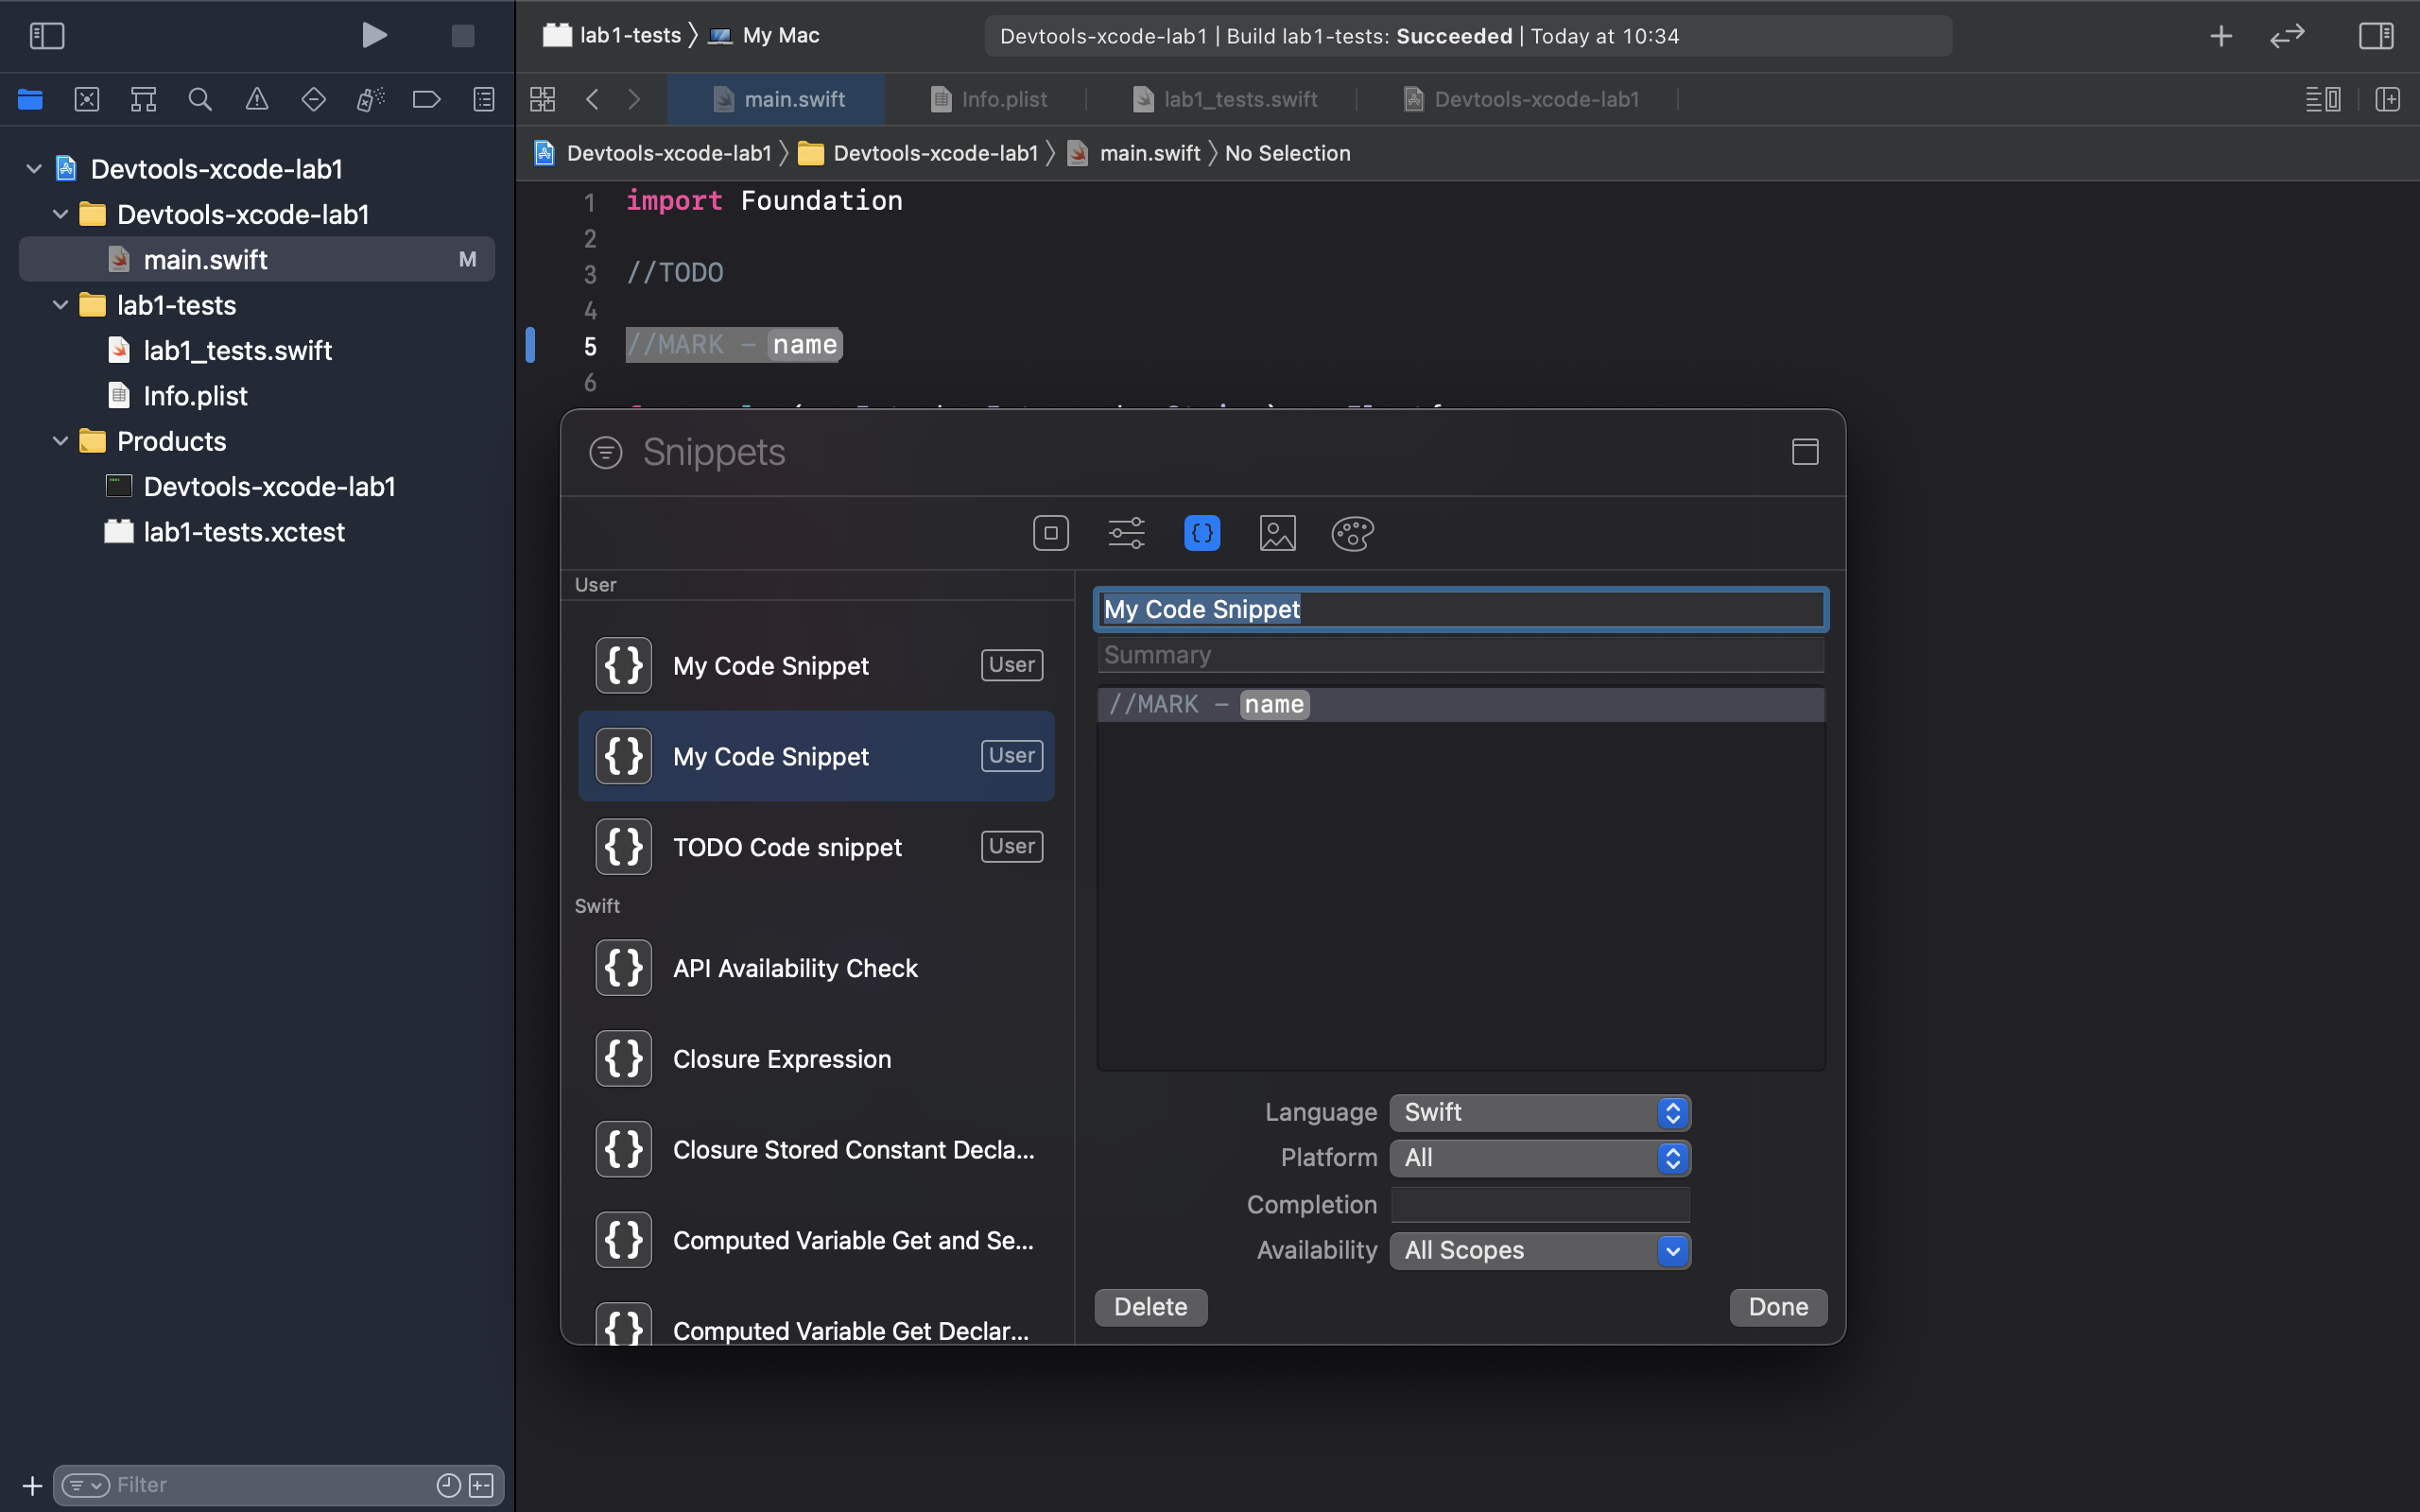 lab1-tests 〉 My Mac
Devtools-xcode-lab1 | Build lab1-tests: Succeeded | Today at 10:34
main.swift
Info.plist
lab1_tests.swift
Devtools-xcode-lab1
Devtools-xcode-lab1 〉 Devtools-xcode-lab1 〉 main.swift 〉 No Selection
Devtools-xcode-lab1
Devtools-xcode-lab1
main.swift M
lab1-tests
lab1_tests.swift
Info.plist
Products
Devtools-xcode-lab1
lab1-tests.xctest
Filter
1 import Foundation
2
3 //TODO
4
5 //MARK - name
6
Snippets
User
{} My Code Snippet User
{} My Code Snippet User
{} TODO Code snippet User
Swift
{} API Availability Check
{} Closure Expression
{} Closure Stored Constant Decla...
{} Computed Variable Get and Se...
{} Computed Variable Get Declar...
My Code Snippet
Summary
//MARK - name
Language Swift
Platform All
Completion
Availability All Scopes
Delete
Done